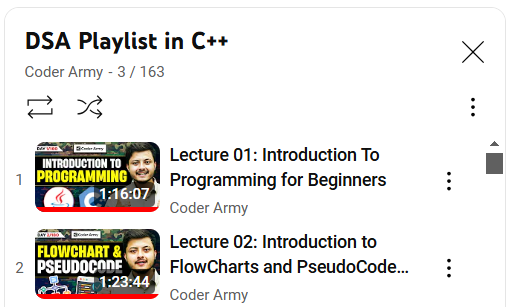 DSA Playlist in C++
Coder Army - 3 / 163
1
DAY 1/180
Coder Army
INTRODUCTION TO
PROGRAMMING
1:16:07
Lecture 01: Introduction To
Programming for Beginners
Coder Army
2
DAY 2/180
Coder Army
FLOWCHART &
PSEUDOCODE
1:23:44
Lecture 02: Introduction to
FlowCharts and PseudoCode...
Coder Army